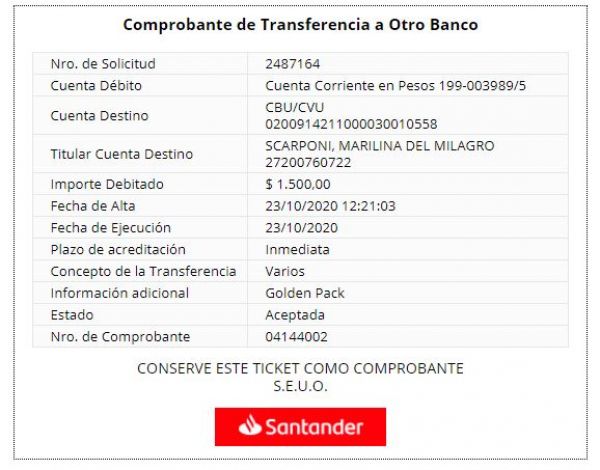 Comprobante de Transferencia a Otro Banco
Nro. de Solicitud 2487164
Cuenta Débito Cuenta Corriente en Pesos 199-003989/5
Cuenta Destino CBU/CVU
0200914211000030010558
Titular Cuenta Destino SCARPONI, MARILINA DEL MILAGRO
27200760722
Importe Debitado $ 1.500,00
Fecha de Alta 23/10/2020 12:21:03
Fecha de Ejecución 23/10/2020
Plazo de acreditación Inmediata
Concepto de la Transferencia Varios
Información adicional Golden Pack
Estado Aceptada
Nro. de Comprobante 04144002
CONSERVE ESTE TICKET COMO COMPROBANTE
S.E.U.O.
Santander